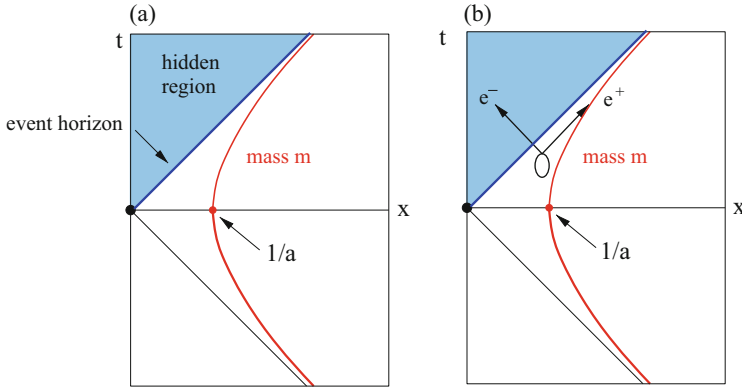 (a)
t
hidden
region
event horizon
mass m
x
1/a
(b)
t
e⁻
e⁺
mass m
x
1/a